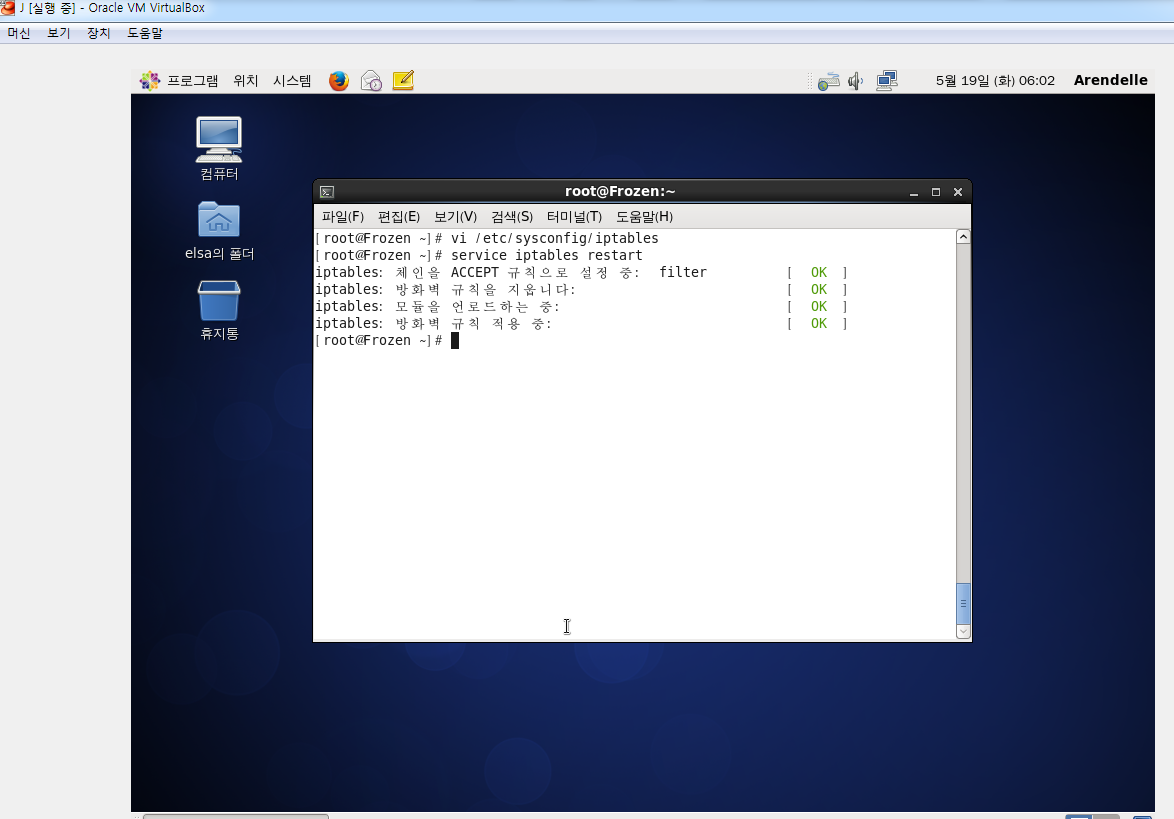 J [실행 중] - Oracle VM VirtualBox
머신 보기 장치 도움말
프로그램 위치 시스템 5월 19일 (화) 06:02 Arendelle
컴퓨터
elsa의 폴더
휴지통
root@Frozen:~
파일(F) 편집(E) 보기(V) 검색(S) 터미널(T) 도움말(H)
[root@Frozen ~]# vi /etc/sysconfig/iptables
[root@Frozen ~]# service iptables restart
iptables: 체인을 ACCEPT 규칙으로 설정 중: filter [ OK ]
iptables: 방화벽 규칙을 지웁니다: [ OK ]
iptables: 모듈을 언로드하는 중: [ OK ]
iptables: 방화벽 규칙 적용 중: [ OK ]
[root@Frozen ~]#